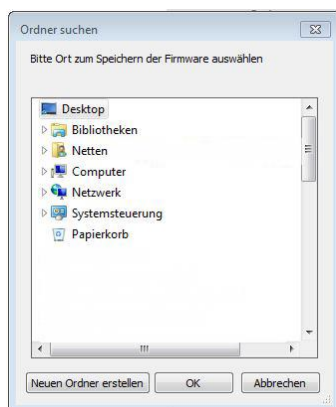 Ordner suchen
Bitte Ort zum Speichern der Firmware auswählen
Desktop
Bibliotheken
Netten
Computer
Netzwerk
Systemsteuerung
Papierkorb
Neuen Ordner erstellen OK Abbrechen